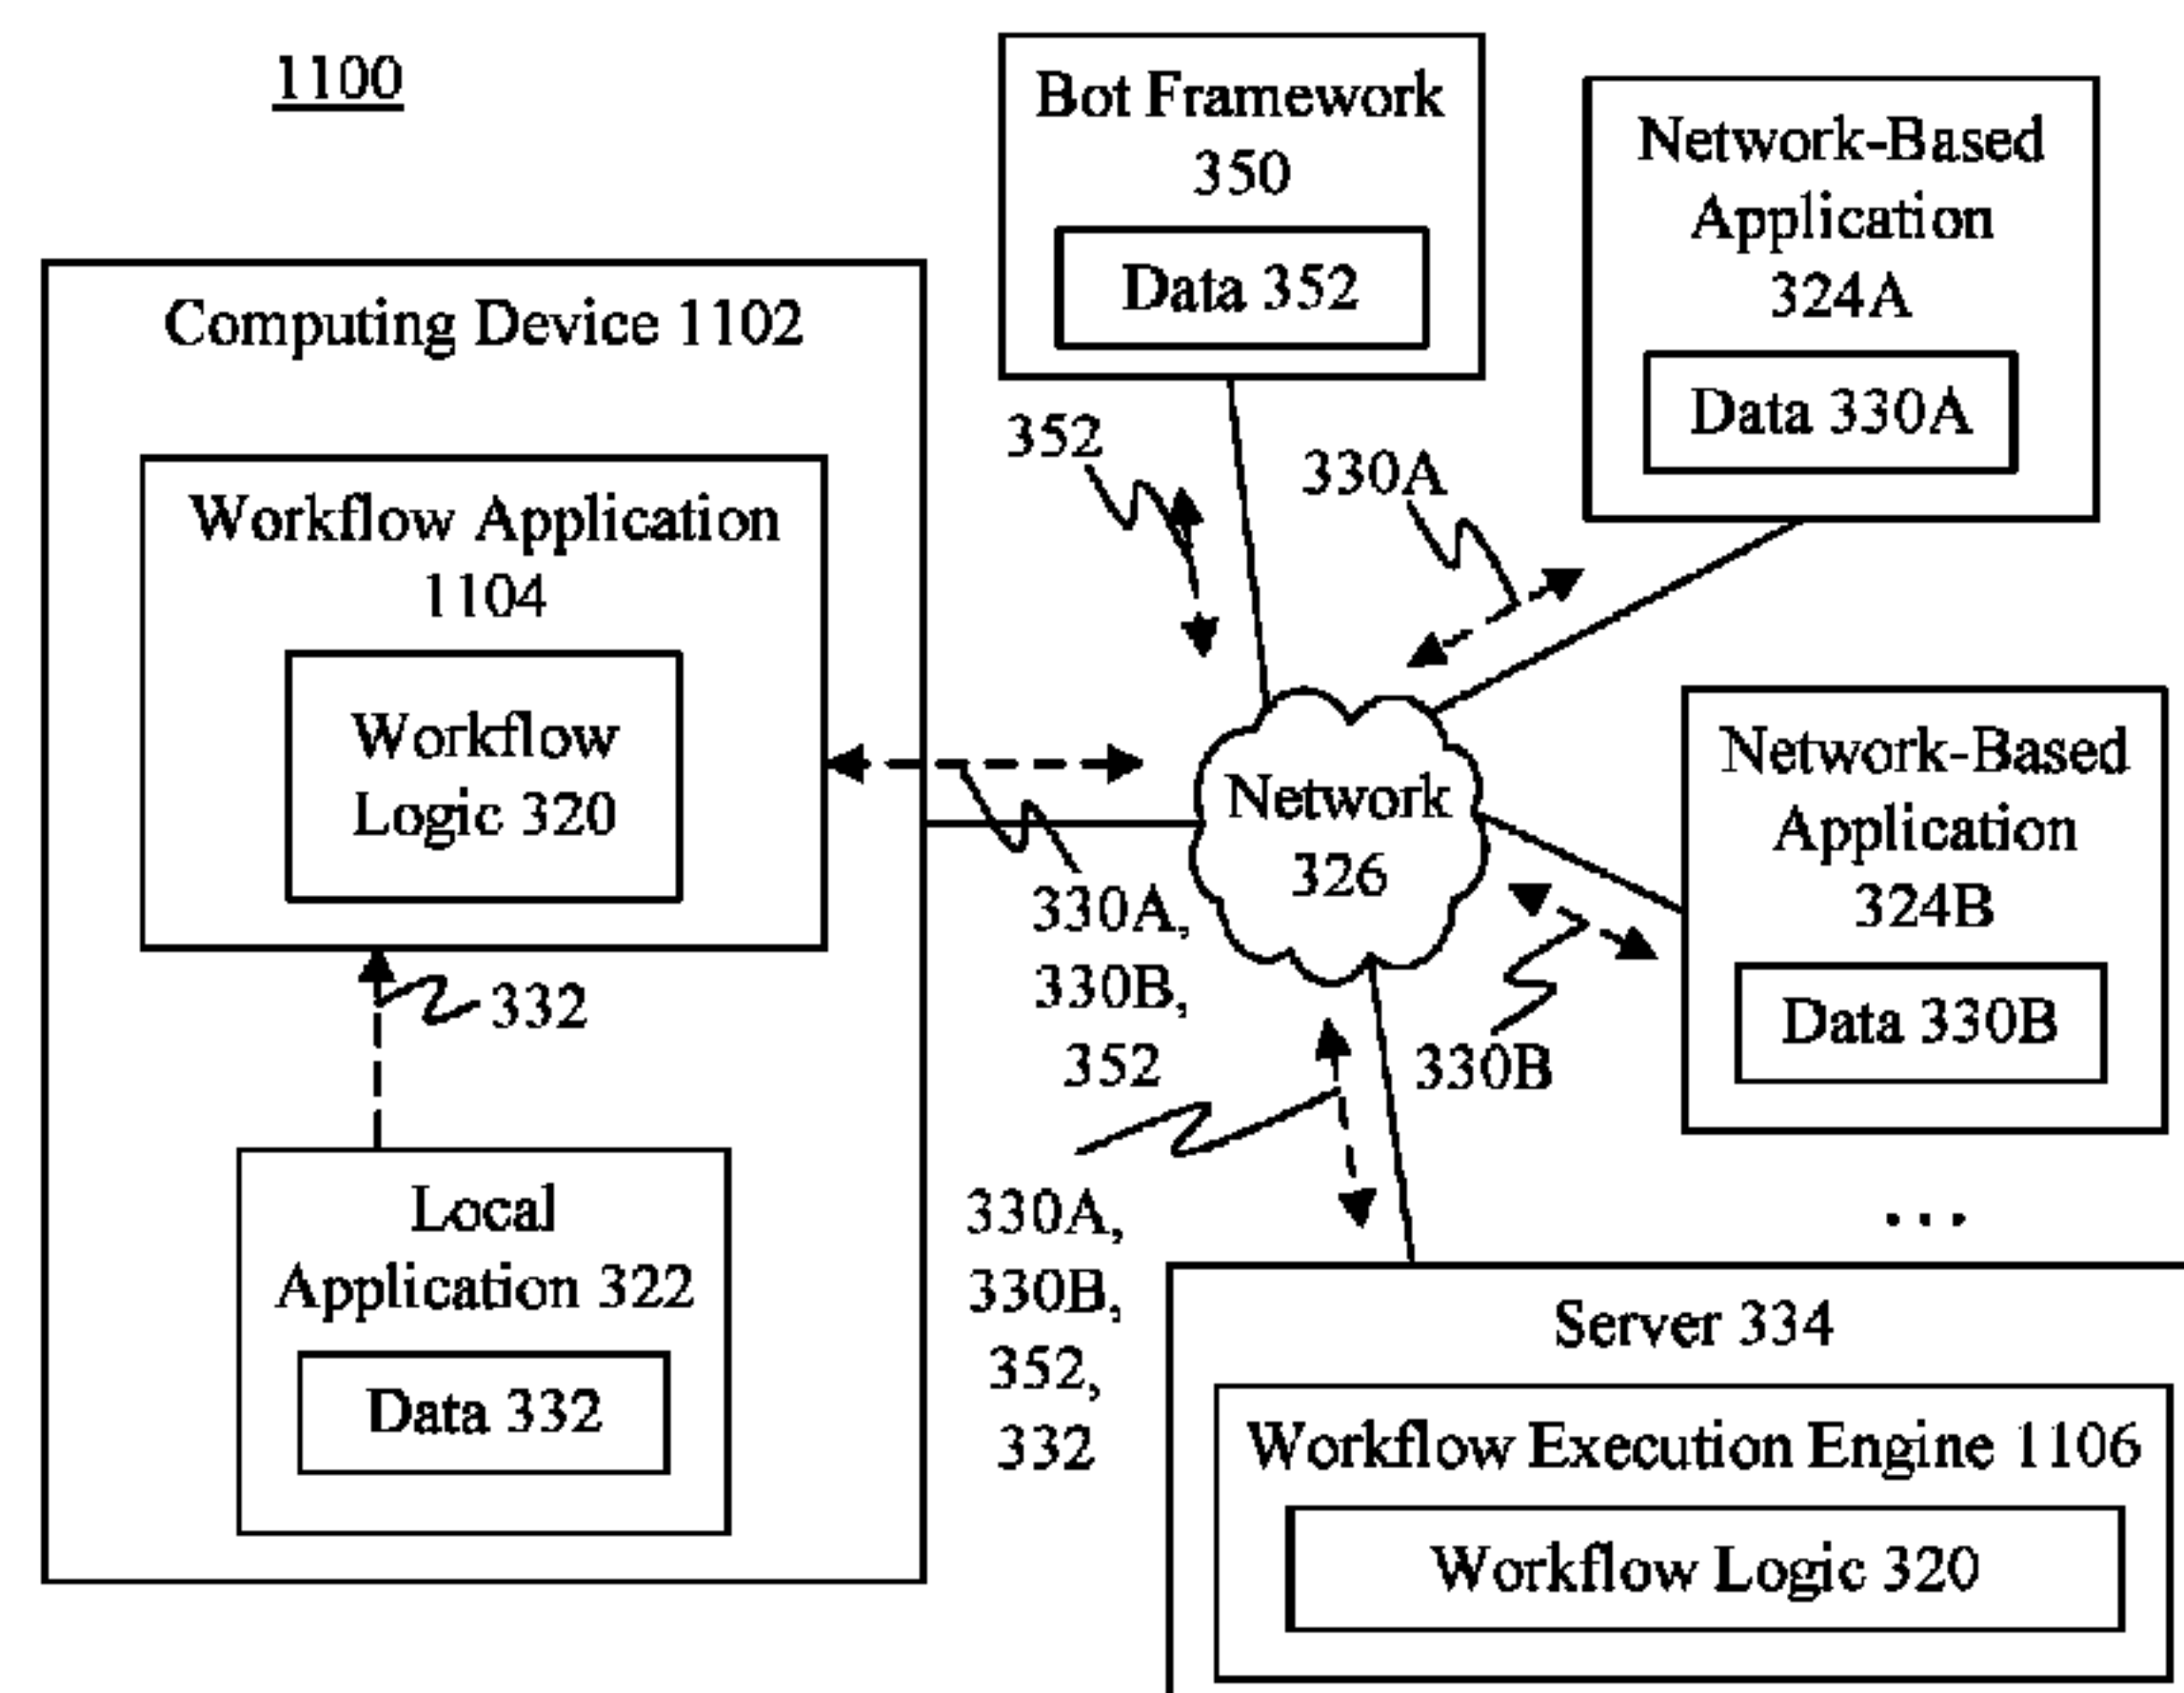 1100
Bot Framework
350
Data 352
Network-Based
Application
324A
Data 330A
Computing Device 1102
Workflow Application
1104
Workflow
Logic 320
332
Local
Application 322
Data 332
352
330A
Network
326
330A,
330B,
352
Network-Based
Application
324B
Data 330B
330B
330A,
330B,
352,
332
...
Server 334
Workflow Execution Engine 1106
Workflow Logic 320